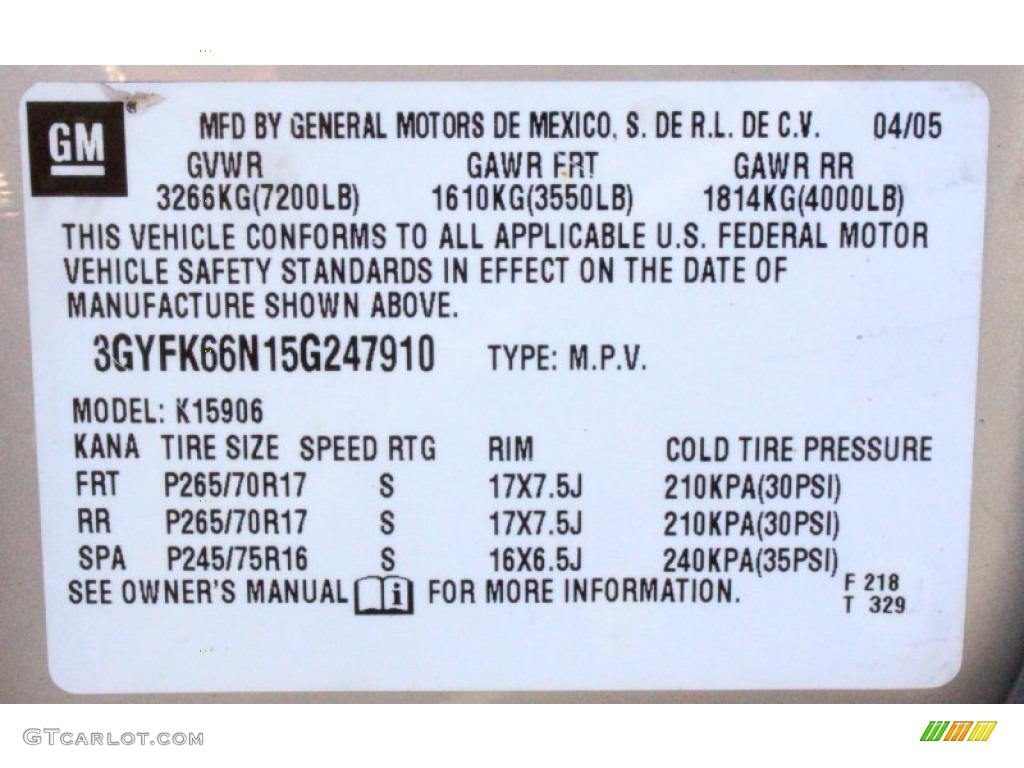 GM ®
MFD BY GENERAL MOTORS DE MEXICO, S. DE R.L. DE C.V. 04/05
GVWR GAWR FRT GAWR RR
3266KG(7200LB) 1610KG(3550LB) 1814KG(4000LB)
THIS VEHICLE CONFORMS TO ALL APPLICABLE U.S. FEDERAL MOTOR
VEHICLE SAFETY STANDARDS IN EFFECT ON THE DATE OF
MANUFACTURE SHOWN ABOVE.
3GYFK66N15G247910 TYPE: M.P.V.
MODEL: K15906
KANA TIRE SIZE SPEED RTG RIM COLD TIRE PRESSURE
FRT P265/70R17 S 17X7.5J 210KPA(30PSI)
RR P265/70R17 S 17X7.5J 210KPA(30PSI)
SPA P245/75R16 S 16X6.5J 240KPA(35PSI)
SEE OWNER'S MANUAL i FOR MORE INFORMATION. F 218
T 329
GTCARLOT.COM